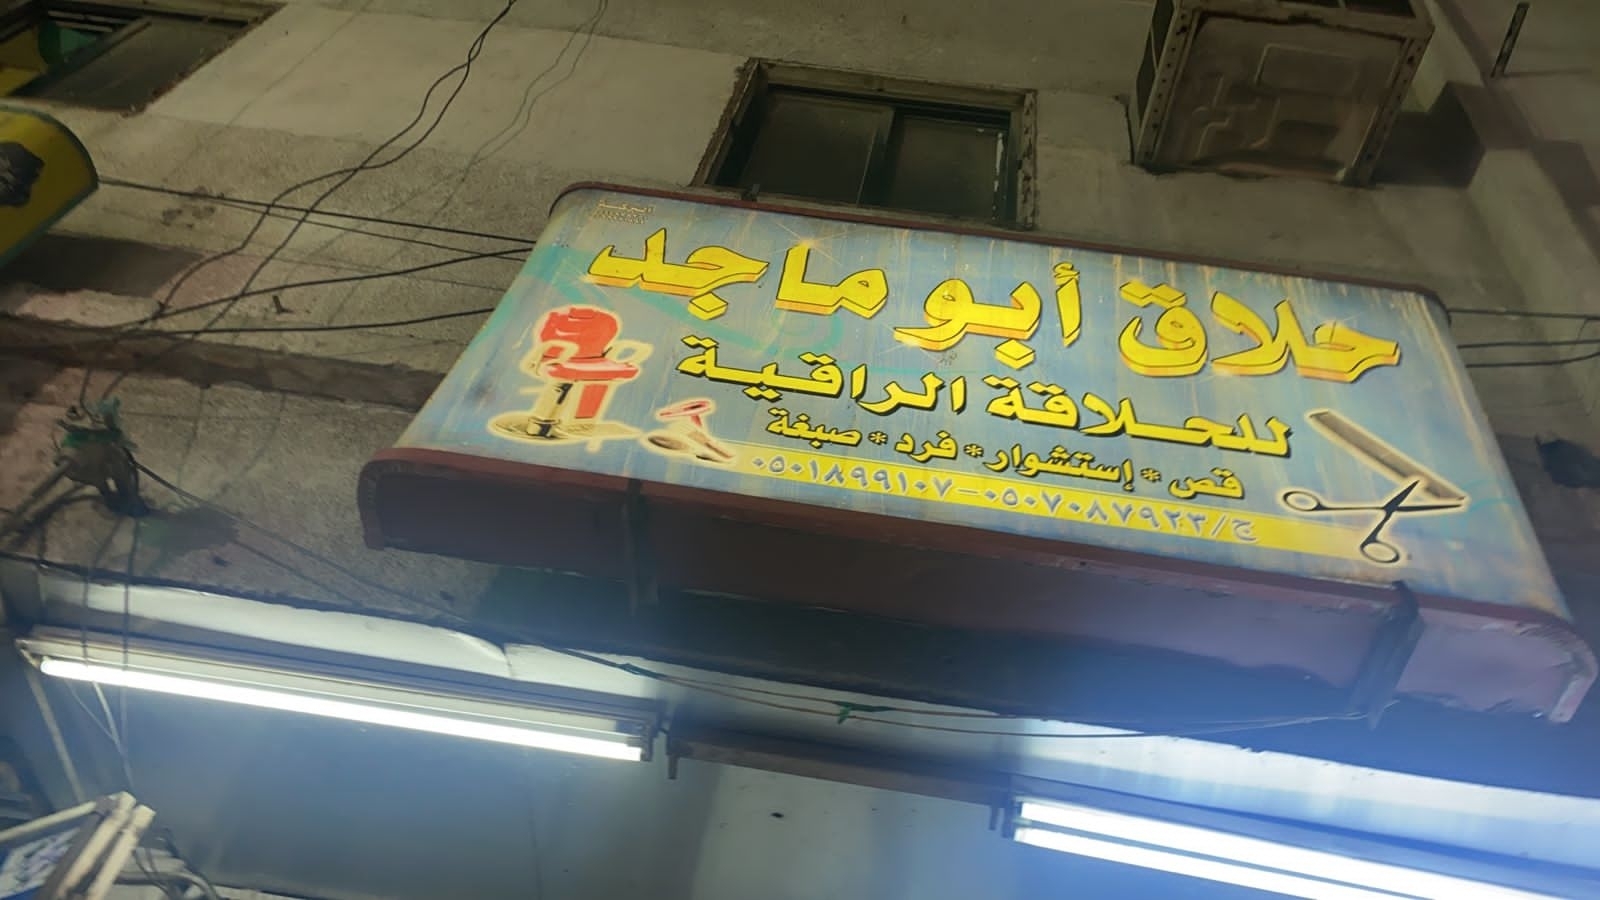 حلاق أبو ماجد
للحلاقة الراقية
قص * إستشوار * فرد * صبغة
ج/٠٥٠٧٠٨٧٩٢٣-٠٥٠١٨٩٩١٠٧